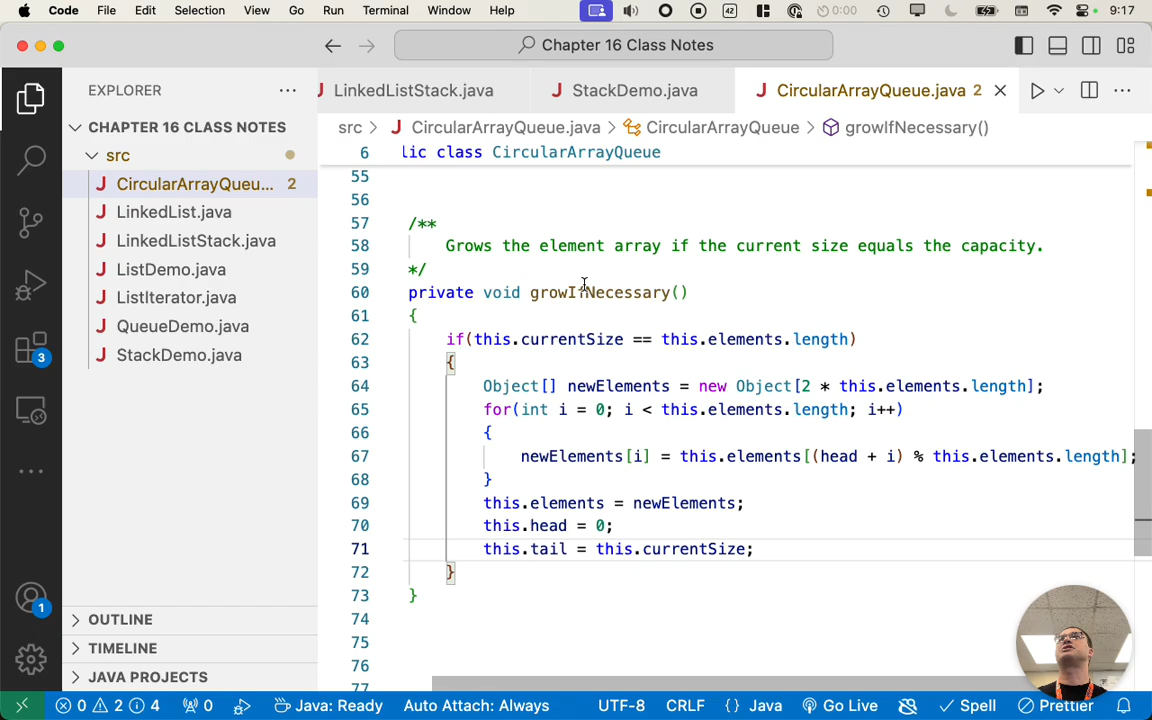 Code File Edit Selection View Go Run Terminal Window Help 42 0:00 9:17
Chapter 16 Class Notes
EXPLORER
CHAPTER 16 CLASS NOTES
src
J CircularArrayQueu... 2
J LinkedList.java
J LinkedListStack.java
J ListDemo.java
J ListIterator.java
J QueueDemo.java
J StackDemo.java
OUTLINE
TIMELINE
JAVA PROJECTS
3
1
J LinkedListStack.java J StackDemo.java J CircularArrayQueue.java 2
src > J CircularArrayQueue.java > CircularArrayQueue > growIfNecessary()
6 lic class CircularArrayQueue
55
56
57 /**
58 Grows the element array if the current size equals the capacity.
59 */
60 private void growIfNecessary()
61 {
62 if(this.currentSize == this.elements.length)
63 {
64 Object[] newElements = new Object[2 * this.elements.length];
65 for(int i = 0; i < this.elements.length; i++)
66 {
67 newElements[i] = this.elements[(head + i) % this.elements.length];
68 }
69 this.elements = newElements;
70 this.head = 0;
71 this.tail = this.currentSize;
72 }
73 }
74
75
76
77
0 2 4 0 Java: Ready Auto Attach: Always UTF-8 CRLF {} Java Go Live Spell Prettier